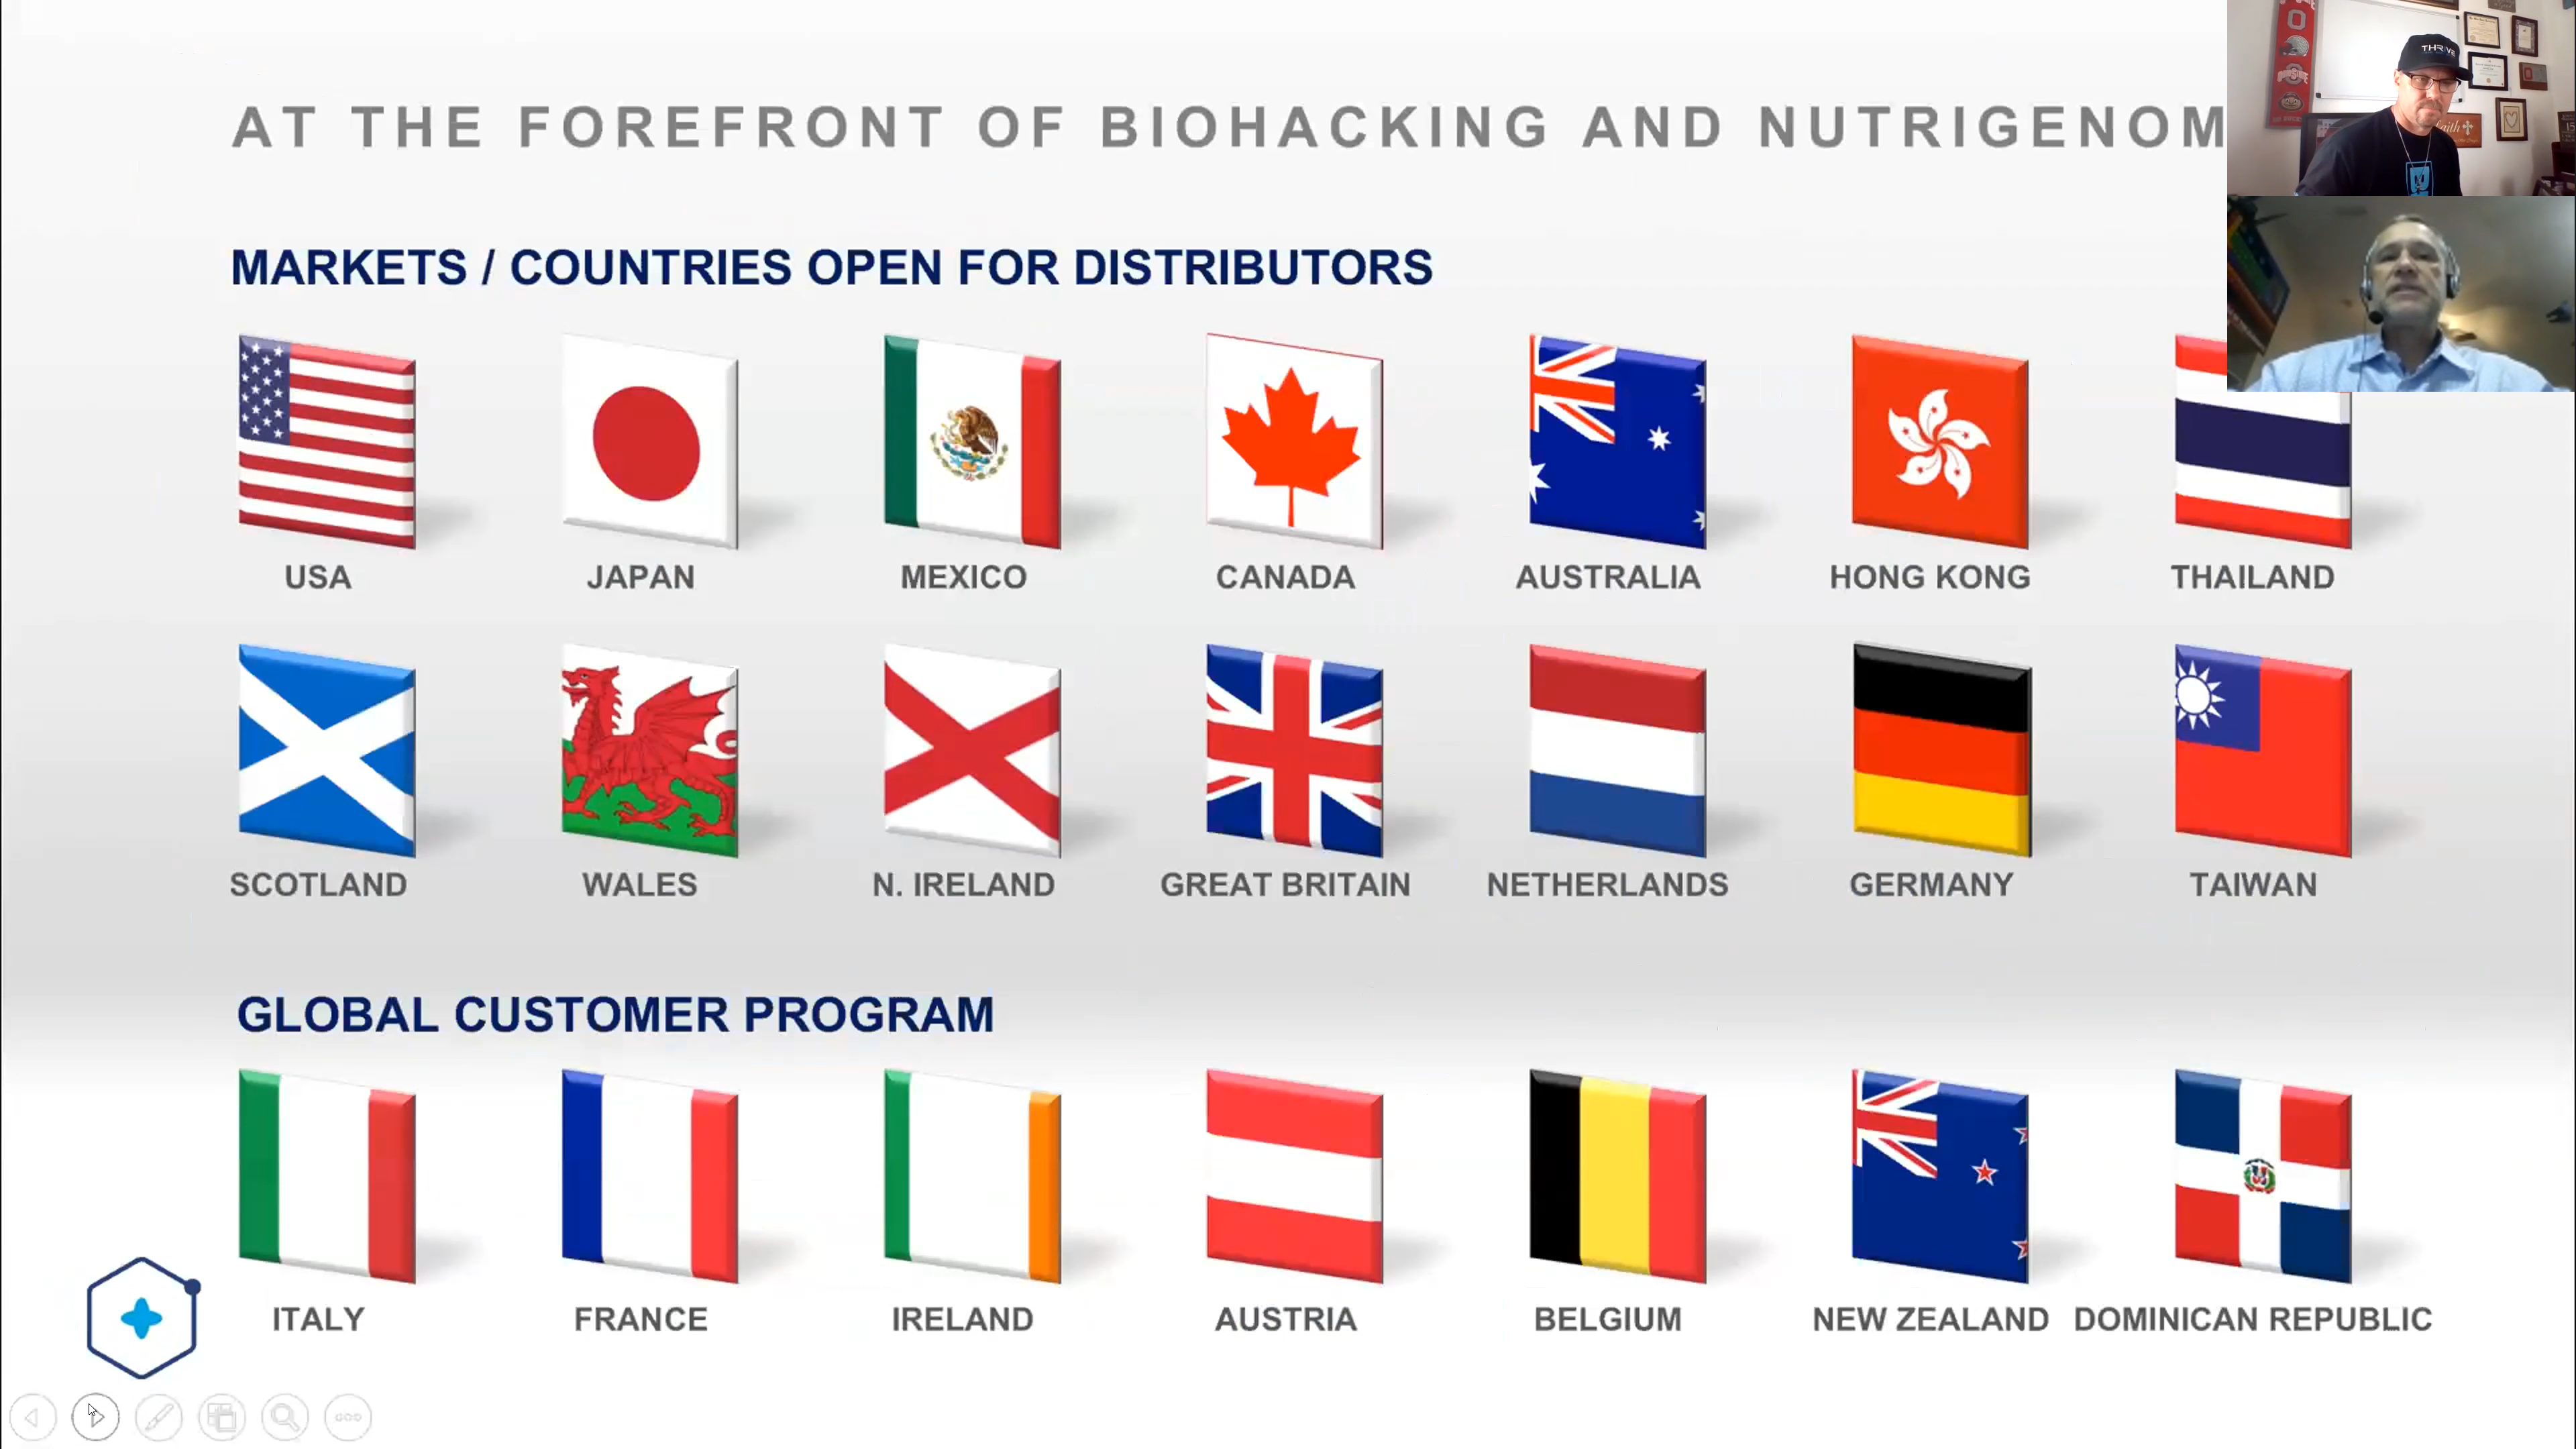 AT THE FOREFRONT OF BIOHACKING AND NUTRIGENOM
MARKETS / COUNTRIES OPEN FOR DISTRIBUTORS
USA JAPAN MEXICO CANADA AUSTRALIA HONG KONG THAILAND
SCOTLAND WALES N. IRELAND GREAT BRITAIN NETHERLANDS GERMANY TAIWAN
GLOBAL CUSTOMER PROGRAM
ITALY FRANCE IRELAND AUSTRIA BELGIUM NEW ZEALAND DOMINICAN REPUBLIC
THRIVE
faith